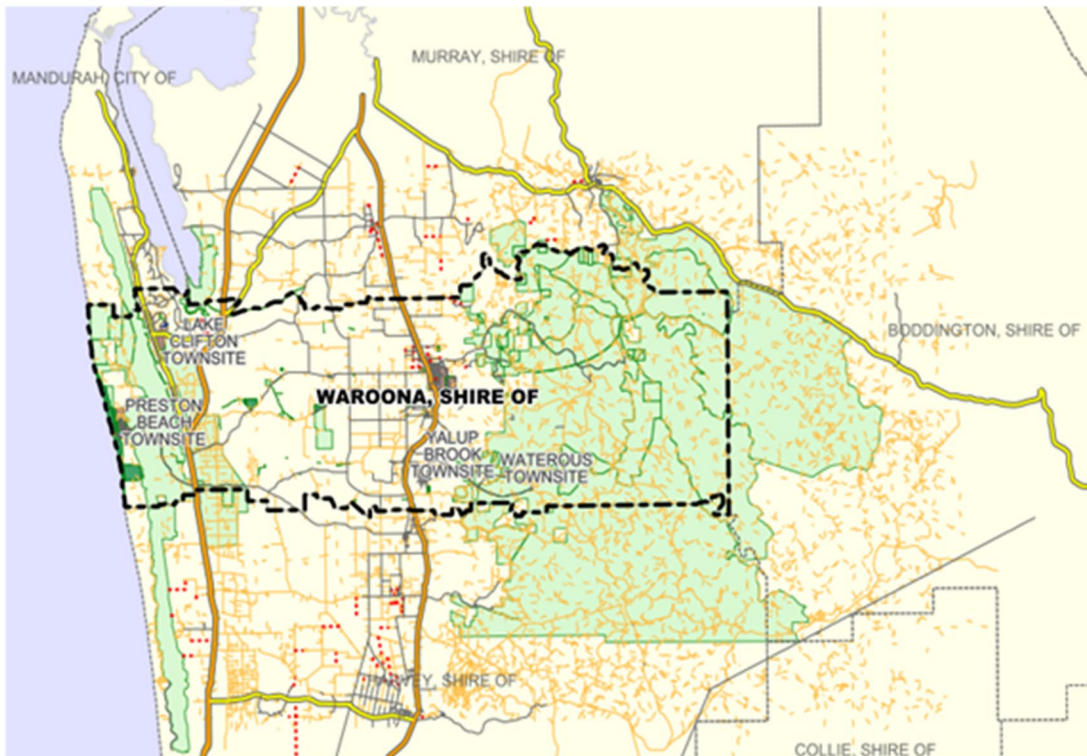 MURRAY, SHIRE OF
MANDURAH, CITY OF
LAKE
CLIFTON
TOWNSITE
BODDINGTON, SHIRE OF
WAROONA, SHIRE OF
PRESTON
BEACH
TOWNSITE
YALUP
BROOK
TOWNSITE
WATEROUS
TOWNSITE
HARVEY, SHIRE OF
COLLIE, SHIRE OF